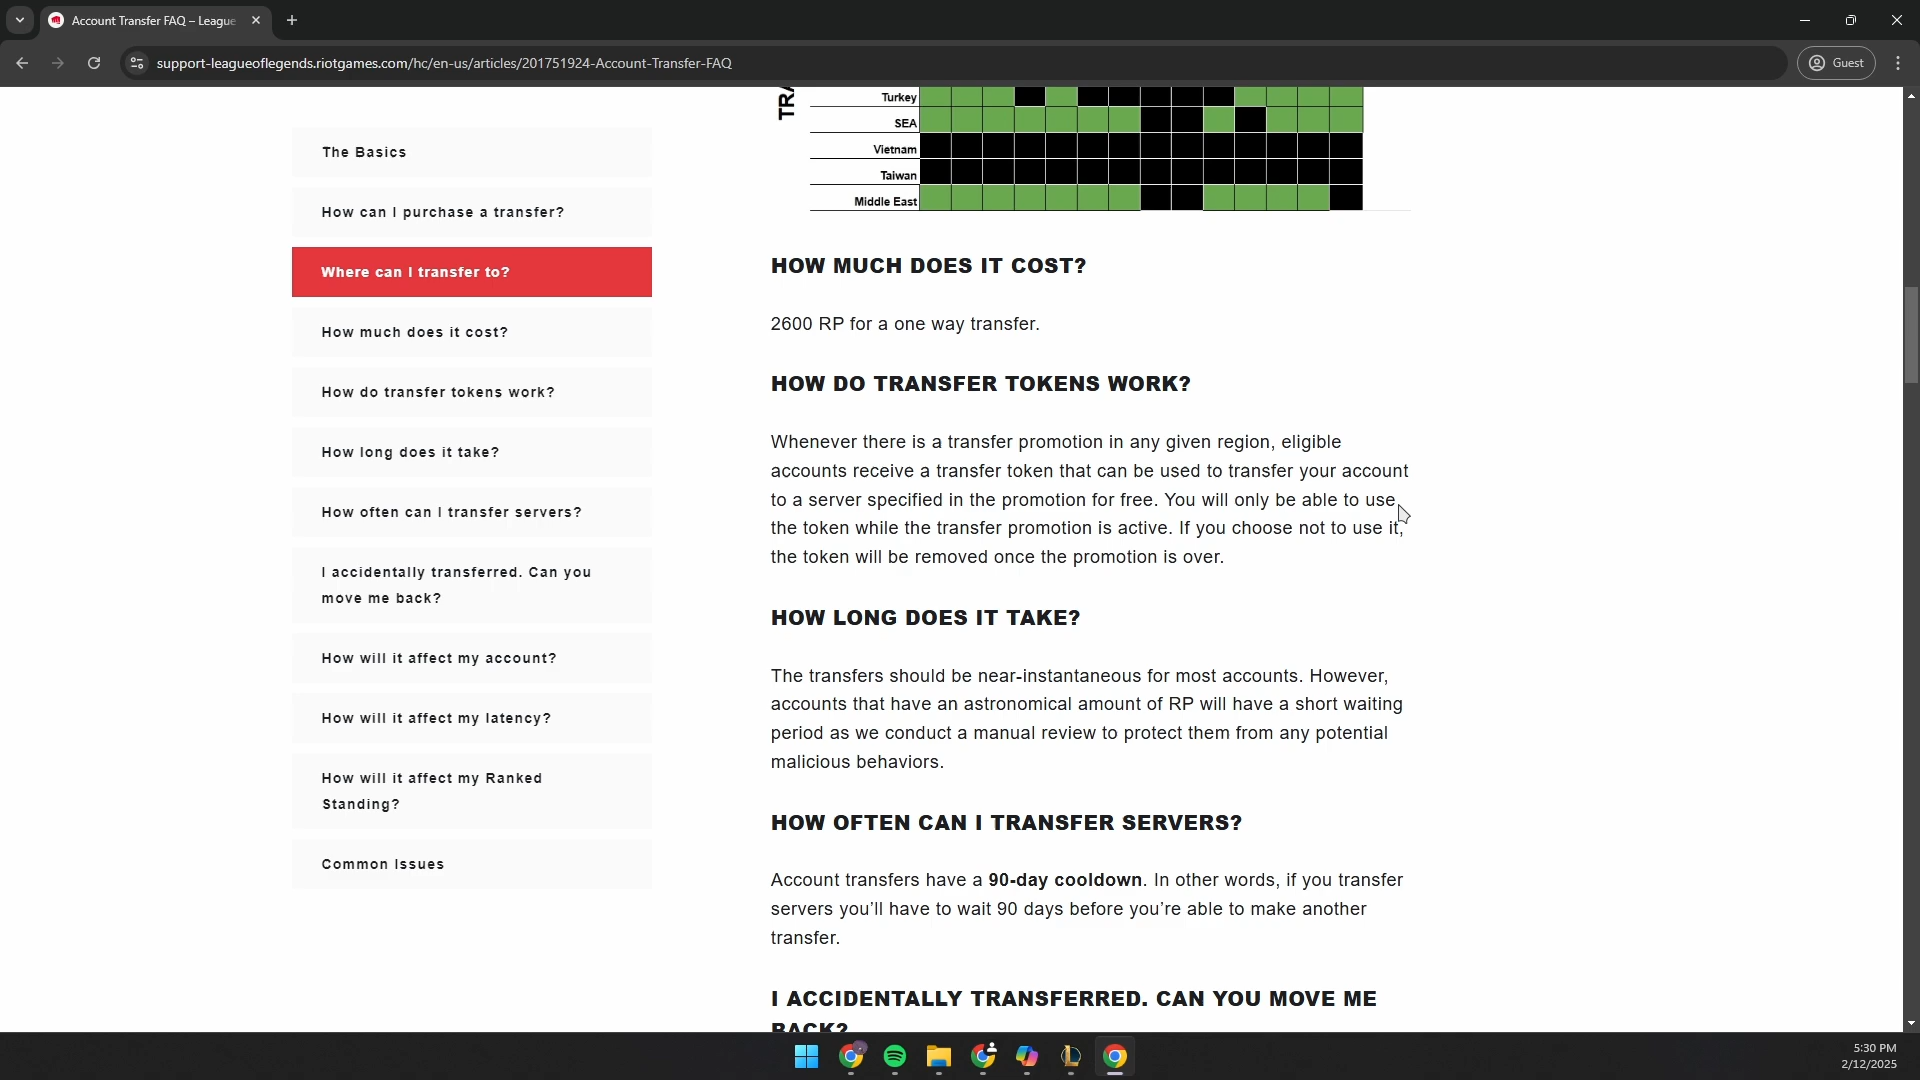 Account Transfer FAQ – League
support-leagueoflegends.riotgames.com/hc/en-us/articles/201751924-Account-Transfer-FAQ
Guest
The Basics
How can I purchase a transfer?
Where can I transfer to?
How much does it cost?
How do transfer tokens work?
How long does it take?
How often can I transfer servers?
I accidentally transferred. Can you
move me back?
How will it affect my account?
How will it affect my latency?
How will it affect my Ranked
Standing?
Common Issues
TRA
Turkey
SEA
Vietnam
Taiwan
Middle East
HOW MUCH DOES IT COST?
2600 RP for a one way transfer.
HOW DO TRANSFER TOKENS WORK?
Whenever there is a transfer promotion in any given region, eligible
accounts receive a transfer token that can be used to transfer your account
to a server specified in the promotion for free. You will only be able to use
the token while the transfer promotion is active. If you choose not to use it,
the token will be removed once the promotion is over.
HOW LONG DOES IT TAKE?
The transfers should be near-instantaneous for most accounts. However,
accounts that have an astronomical amount of RP will have a short waiting
period as we conduct a manual review to protect them from any potential
malicious behaviors.
HOW OFTEN CAN I TRANSFER SERVERS?
Account transfers have a 90-day cooldown. In other words, if you transfer
servers you’ll have to wait 90 days before you’re able to make another
transfer.
I ACCIDENTALLY TRANSFERRED. CAN YOU MOVE ME
BACK?
5:30 PM
2/12/2025